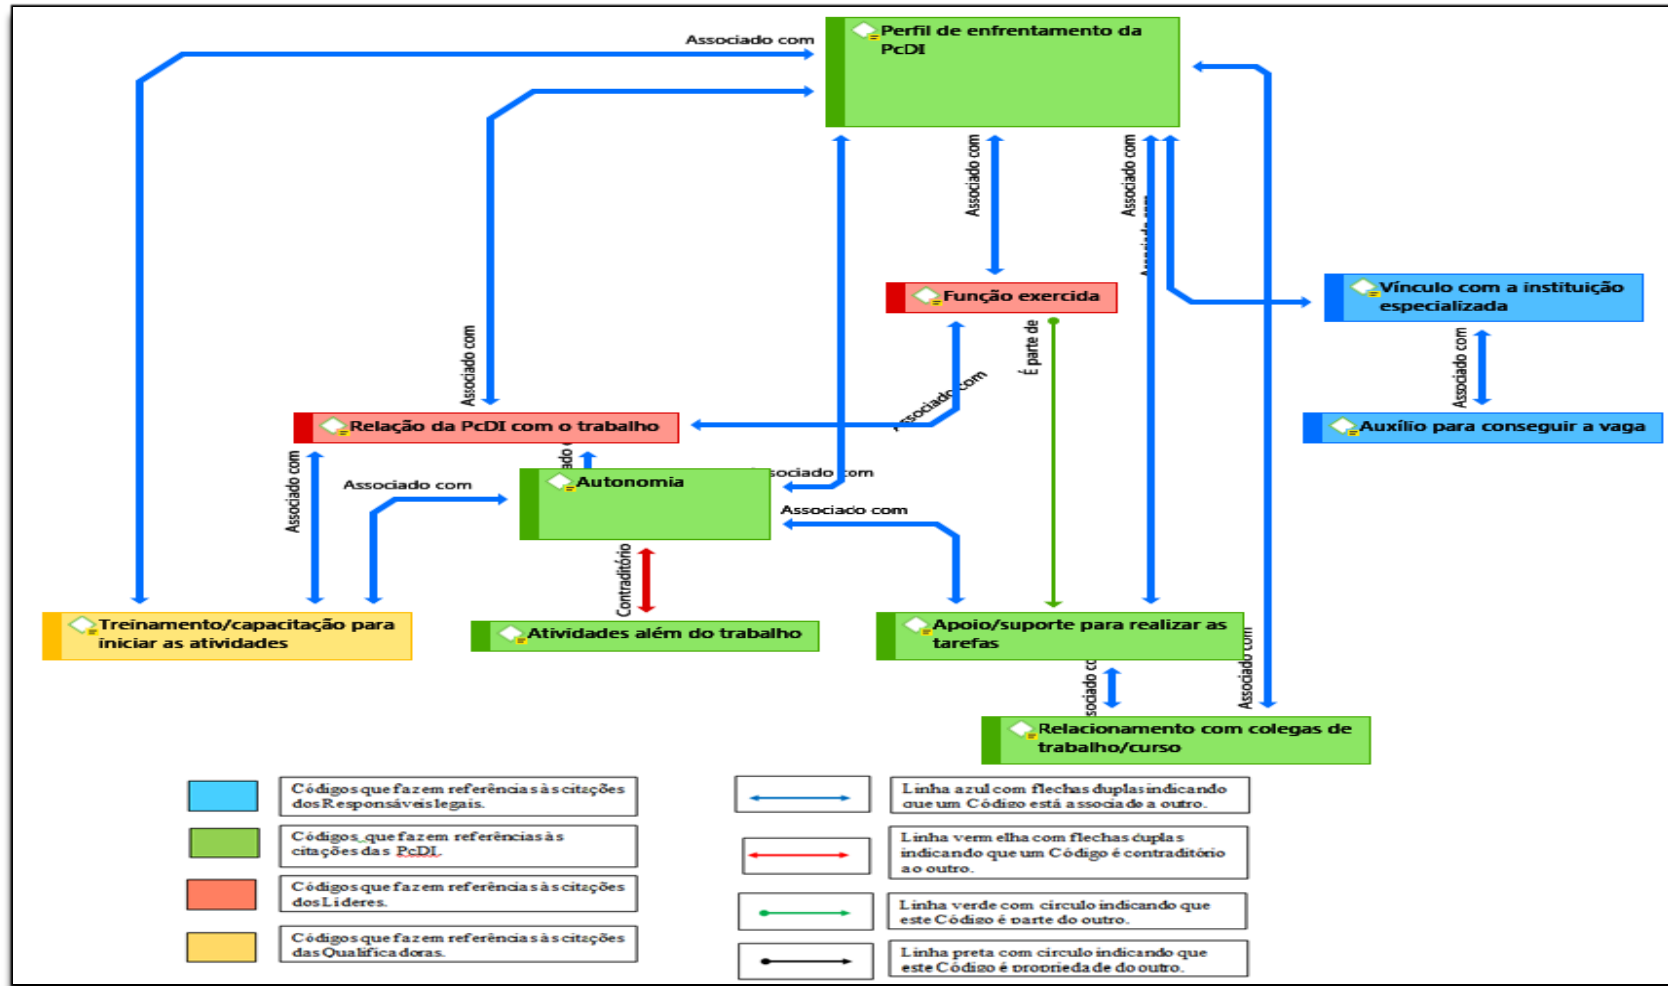 Perfil de enfrentamento da
PcDI
Associado com
Associado com
Associado com
Função exercida
Vínculo com a instituição
especializada
Associado com
É parte de
Associado com
Associado com
Relação da PcDI com o trabalho
Auxílio para conseguir a vaga
Associado com
Associado com
Autonomia
sociado com
Associado com
Contraditório
Treinamento/capacitação para
iniciar as atividades
Atividades além do trabalho
Apoio/suporte para realizar as
tarefas
Associado com
Relacionamento com colegas de
trabalho/curso
Códigos que fazem referências às citações
dos Responsáveis legais.
Códigos que fazem referências às
citações das PcDI.
Códigos que fazem referências às citações
dos Líderes.
Códigos que fazem referências às citações
das Qualificadoras.
Linha azul com flechas duplas indicando
que um Código está associado a outro.
Linha vermelha com flechas duplas
indicando que um Código é contraditório
ao outro.
Linha verde com círculo indicando que
este Código é parte do outro.
Linha preta com círculo indicando que
este Código é propriedade do outro.